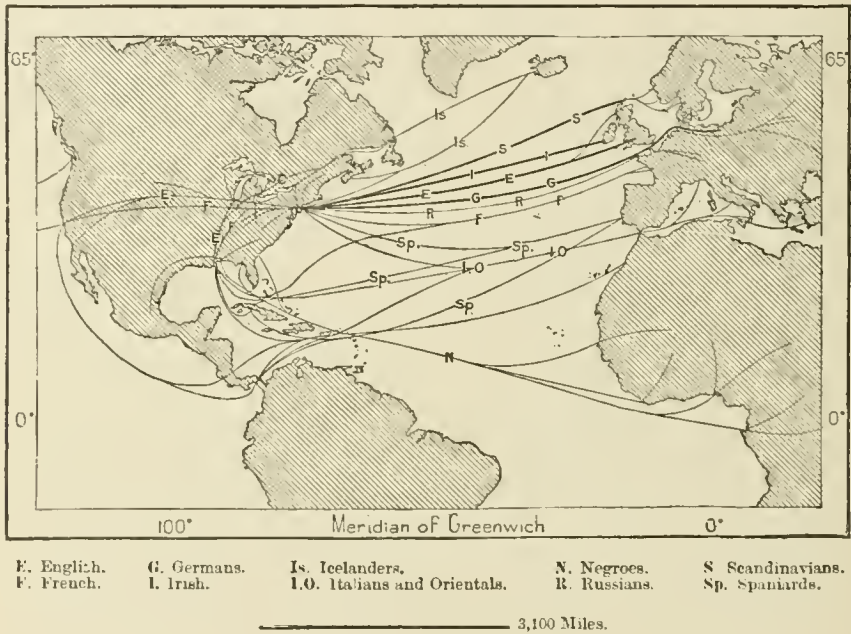 65° 65°
Is
Is
S
S
I
I
E
E
E
F
G
G
R
R
F
F
E
Sp. Sp.
I.O I.O
Sp.
Sp.
N
0° 0°
100° Meridian of Greenwich 0°
E. English. G. Germans. Is. Icelanders. N. Negroes. S Scandinavians.
F. French. I. Irish. I.O. Italians and Orientals. R. Russians. Sp. Spaniards.
3,100 Miles.